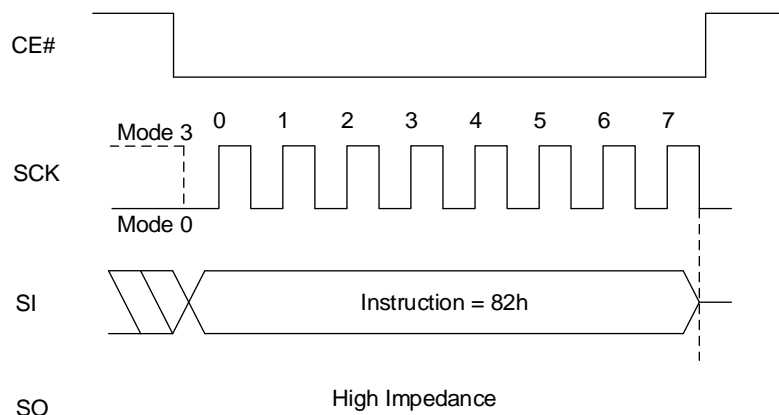 CE#
Mode 3
0 1 2 3 4 5 6 7
SCK
Mode 0
SI
Instruction = 82h
SO
High Impedance